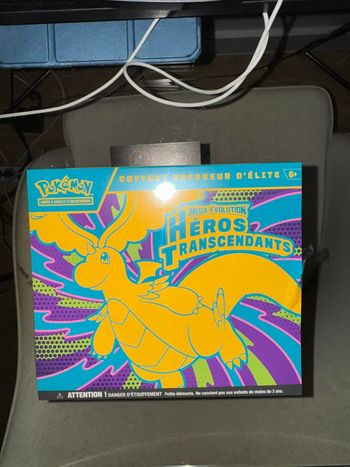 COFFRET DRESSEUR D'ÉLITE
6+
POKÉMON
MÉGA-ÉVOLUTION
HÉROS
TRANSCENDANTS
ATTENTION ! DANGER D'ÉTOUFFEMENT Petits éléments. Ne convient pas aux enfants de moins de 3 ans.